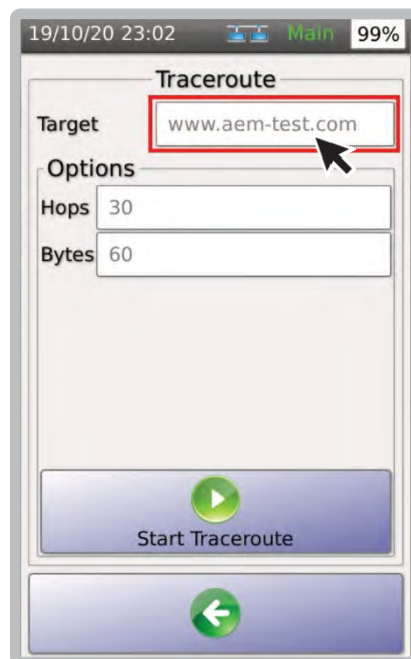 19/10/20 23:02 Main 99%
Traceroute
Target www.aem-test.com
Options
Hops 30
Bytes 60
Start Traceroute